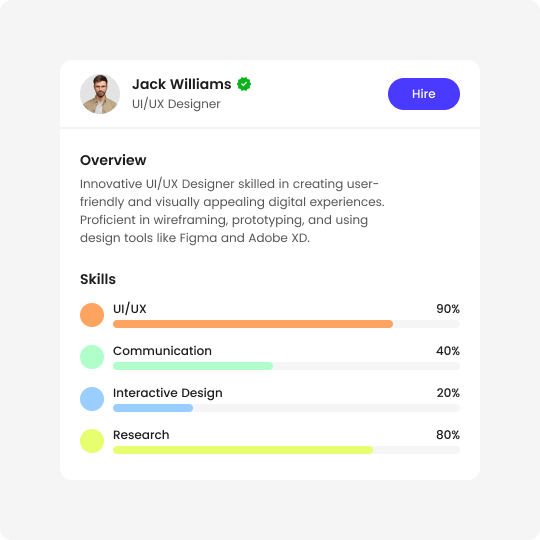 Jack Williams
UI/UX Designer
Hire
Overview
Innovative UI/UX Designer skilled in creating user-
friendly and visually appealing digital experiences.
Proficient in wireframing, prototyping, and using
design tools like Figma and Adobe XD.
Skills
UI/UX 90%
Communication 40%
Interactive Design 20%
Research 80%